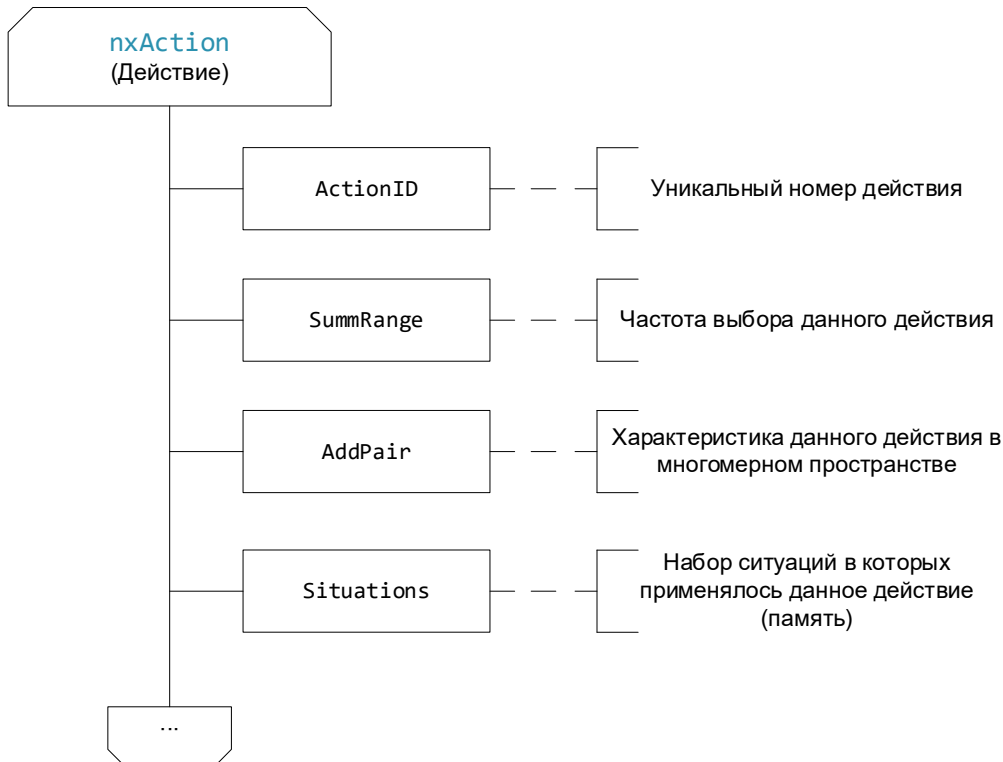 nxAction
(Действие)
ActionID
Уникальный номер действия
SummRange
Частота выбора данного действия
AddPair
Характеристика данного действия в
многомерном пространстве
Situations
Набор ситуаций в которых
применялось данное действие
(память)
...